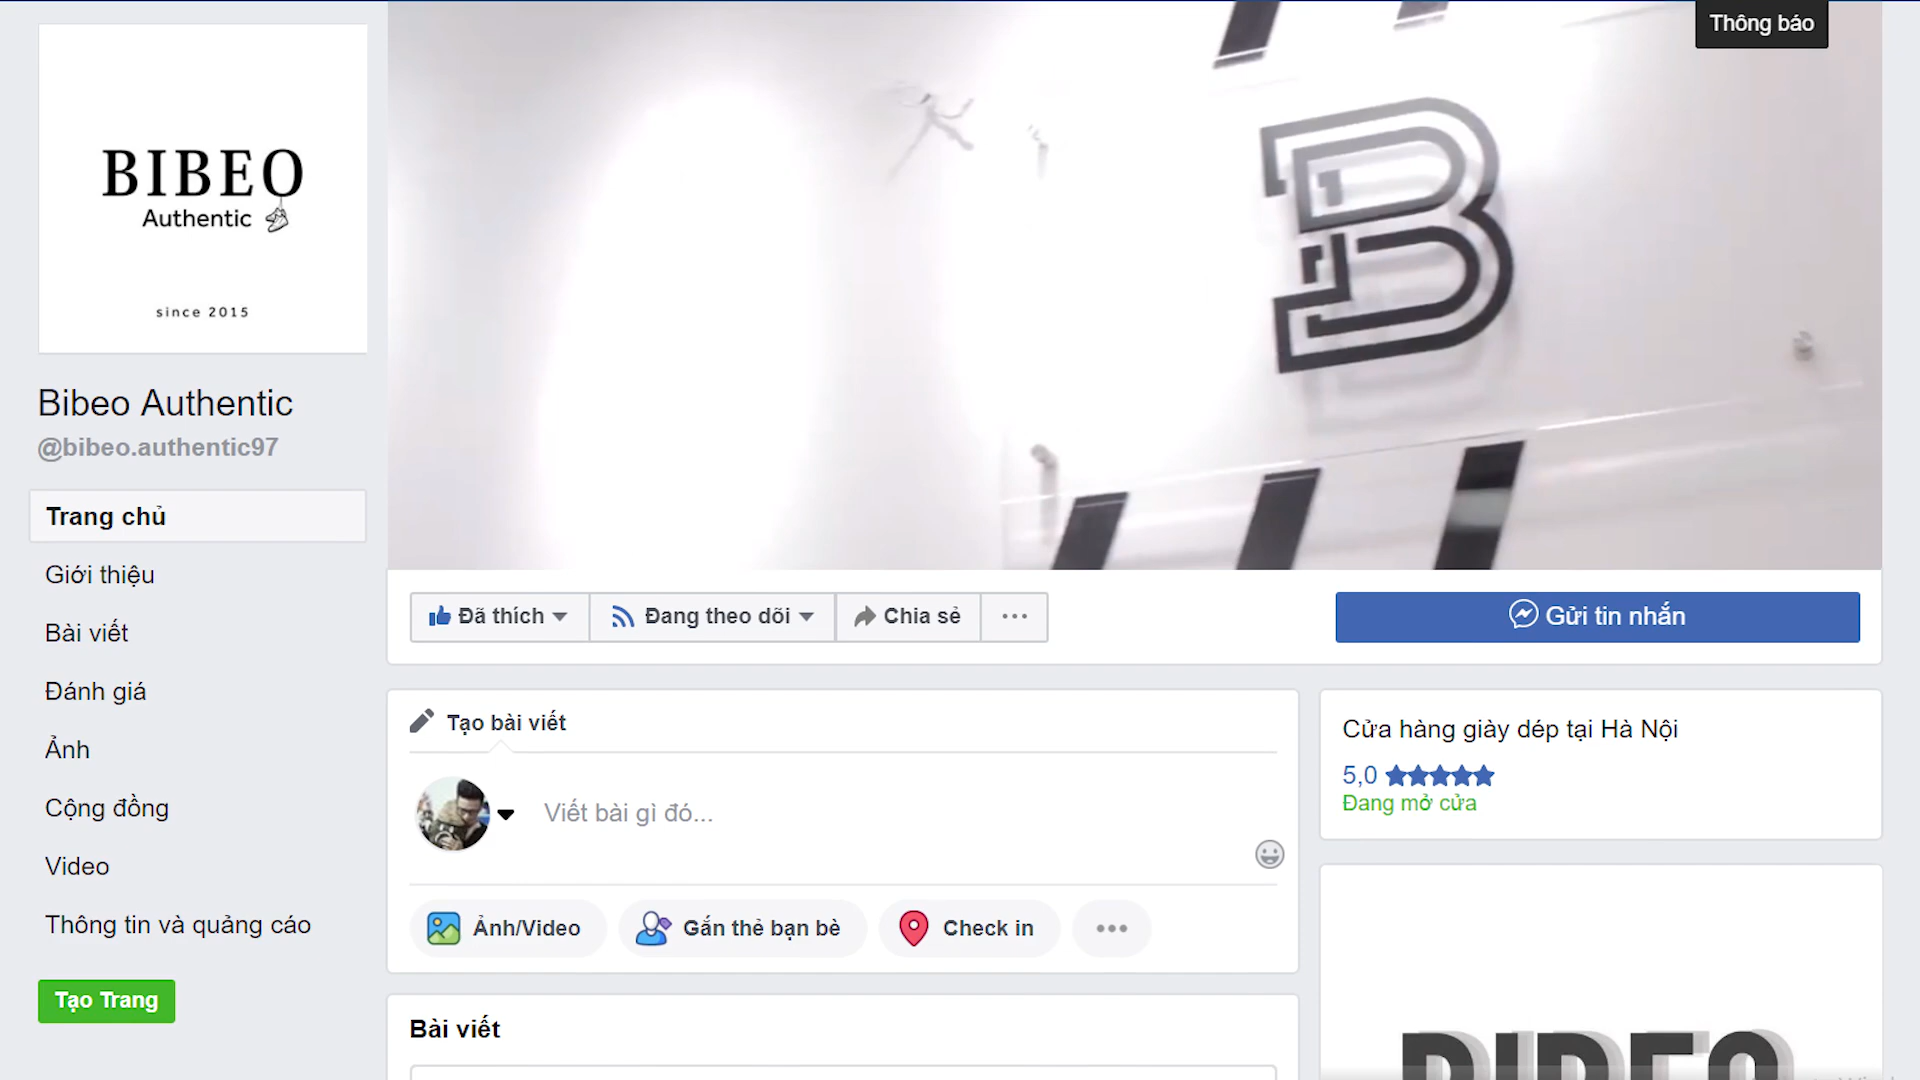 Thông báo
BIBEO
Authentic
since 2015
Bibeo Authentic
@bibeo.authentic97
Trang chủ
Giới thiệu
Bài viết
Đánh giá
Ảnh
Cộng đồng
Video
Thông tin và quảng cáo
Tạo Trang
B
Đã thích
Đang theo dõi
Chia sẻ
Gửi tin nhắn
Tạo bài viết
Viết bài gì đó...
Ảnh/Video
Gắn thẻ bạn bè
Check in
Bài viết
Cửa hàng giày dép tại Hà Nội
5,0
Đang mở cửa
BIBEO